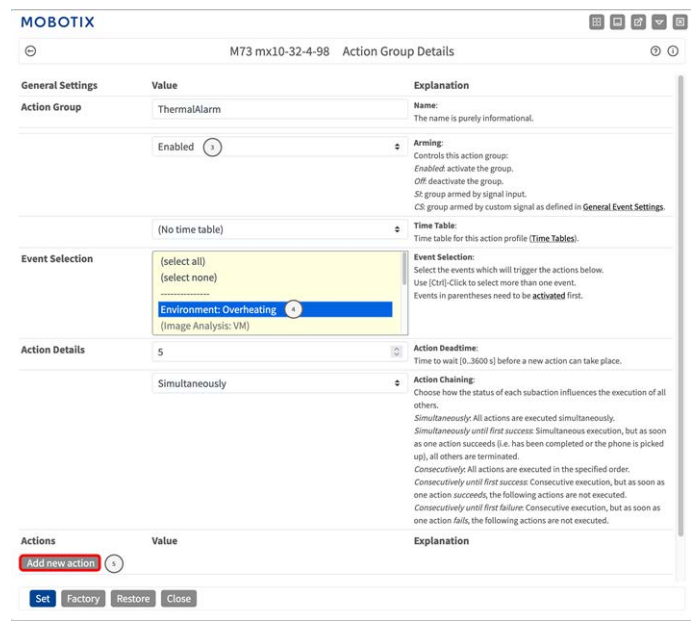 MOBOTIX
M73 mx10-32-4-98 Action Group Details
General Settings Value Explanation
Action Group ThermalAlarm Name:
The name is purely informational.
Enabled 3 Arming:
Controls this action group:
Enabled: activate the group.
Off: deactivate the group.
SI: group armed by signal input.
CS: group armed by custom signal as defined in General Event Settings.
(No time table) Time Table:
Time table for this action profile (Time Tables).
Event Selection (select all) Event Selection:
(select none) Select the events which will trigger the actions below.
--------------- Use [Ctrl]-Click to select more than one event.
Environment: Overheating 4 Events in parentheses need to be activated first.
(Image Analysis: VM)
Action Details 5 Action Deadtime:
Time to wait [0..3600 s] before a new action can take place.
Simultaneously Action Chaining:
Choose how the status of each subaction influences the execution of all
others.
Simultaneously: All actions are executed simultaneously.
Simultaneously until first success: Simultaneous execution, but as soon
as one action succeeds (i.e. has been completed or the phone is picked
up), all others are terminated.
Consecutively: All actions are executed in the specified order.
Consecutively until first success: Consecutive execution, but as soon as
one action succeeds, the following actions are not executed.
Consecutively until first failure: Consecutive execution, but as soon as
one action fails, the following actions are not executed.
Actions Value Explanation
Add new action 5
Set Factory Restore Close